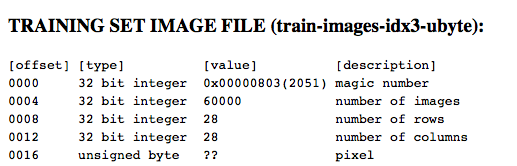 TRAINING SET IMAGE FILE (train-images-idx3-ubyte):
[offset] [type] [value] [description]
0000 32 bit integer 0x00000803(2051) magic number
0004 32 bit integer 60000 number of images
0008 32 bit integer 28 number of rows
0012 32 bit integer 28 number of columns
0016 unsigned byte ?? pixel